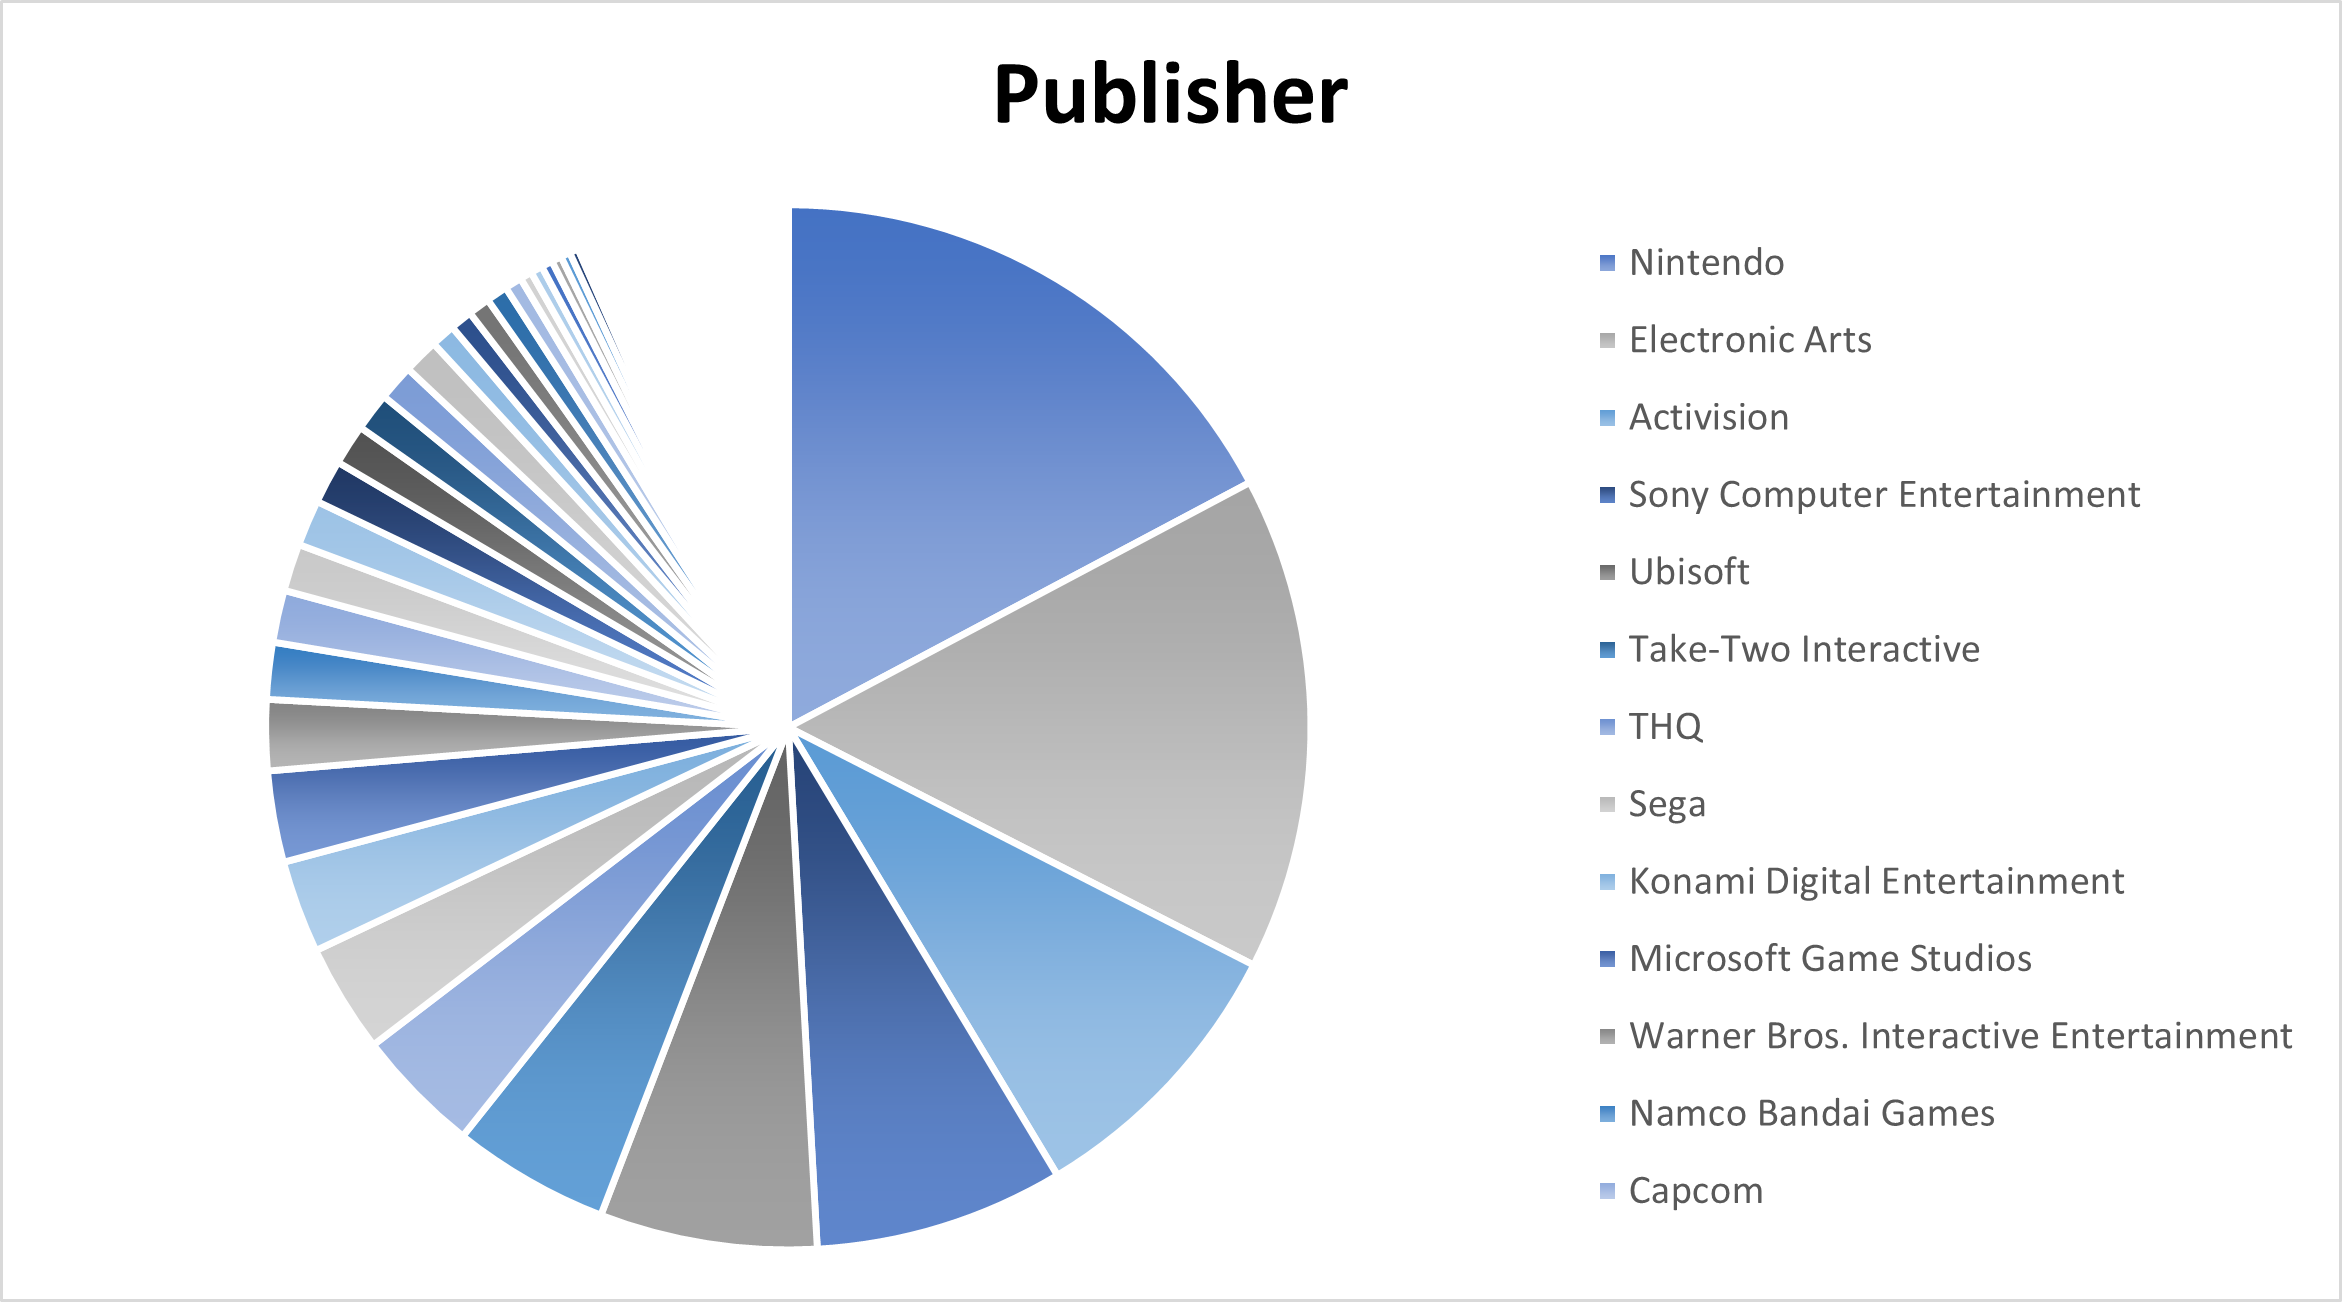 Publisher
Nintendo
Electronic Arts
Activision
Sony Computer Entertainment
Ubisoft
Take-Two Interactive
THQ
Sega
Konami Digital Entertainment
Microsoft Game Studios
Warner Bros. Interactive Entertainment
Namco Bandai Games
Capcom